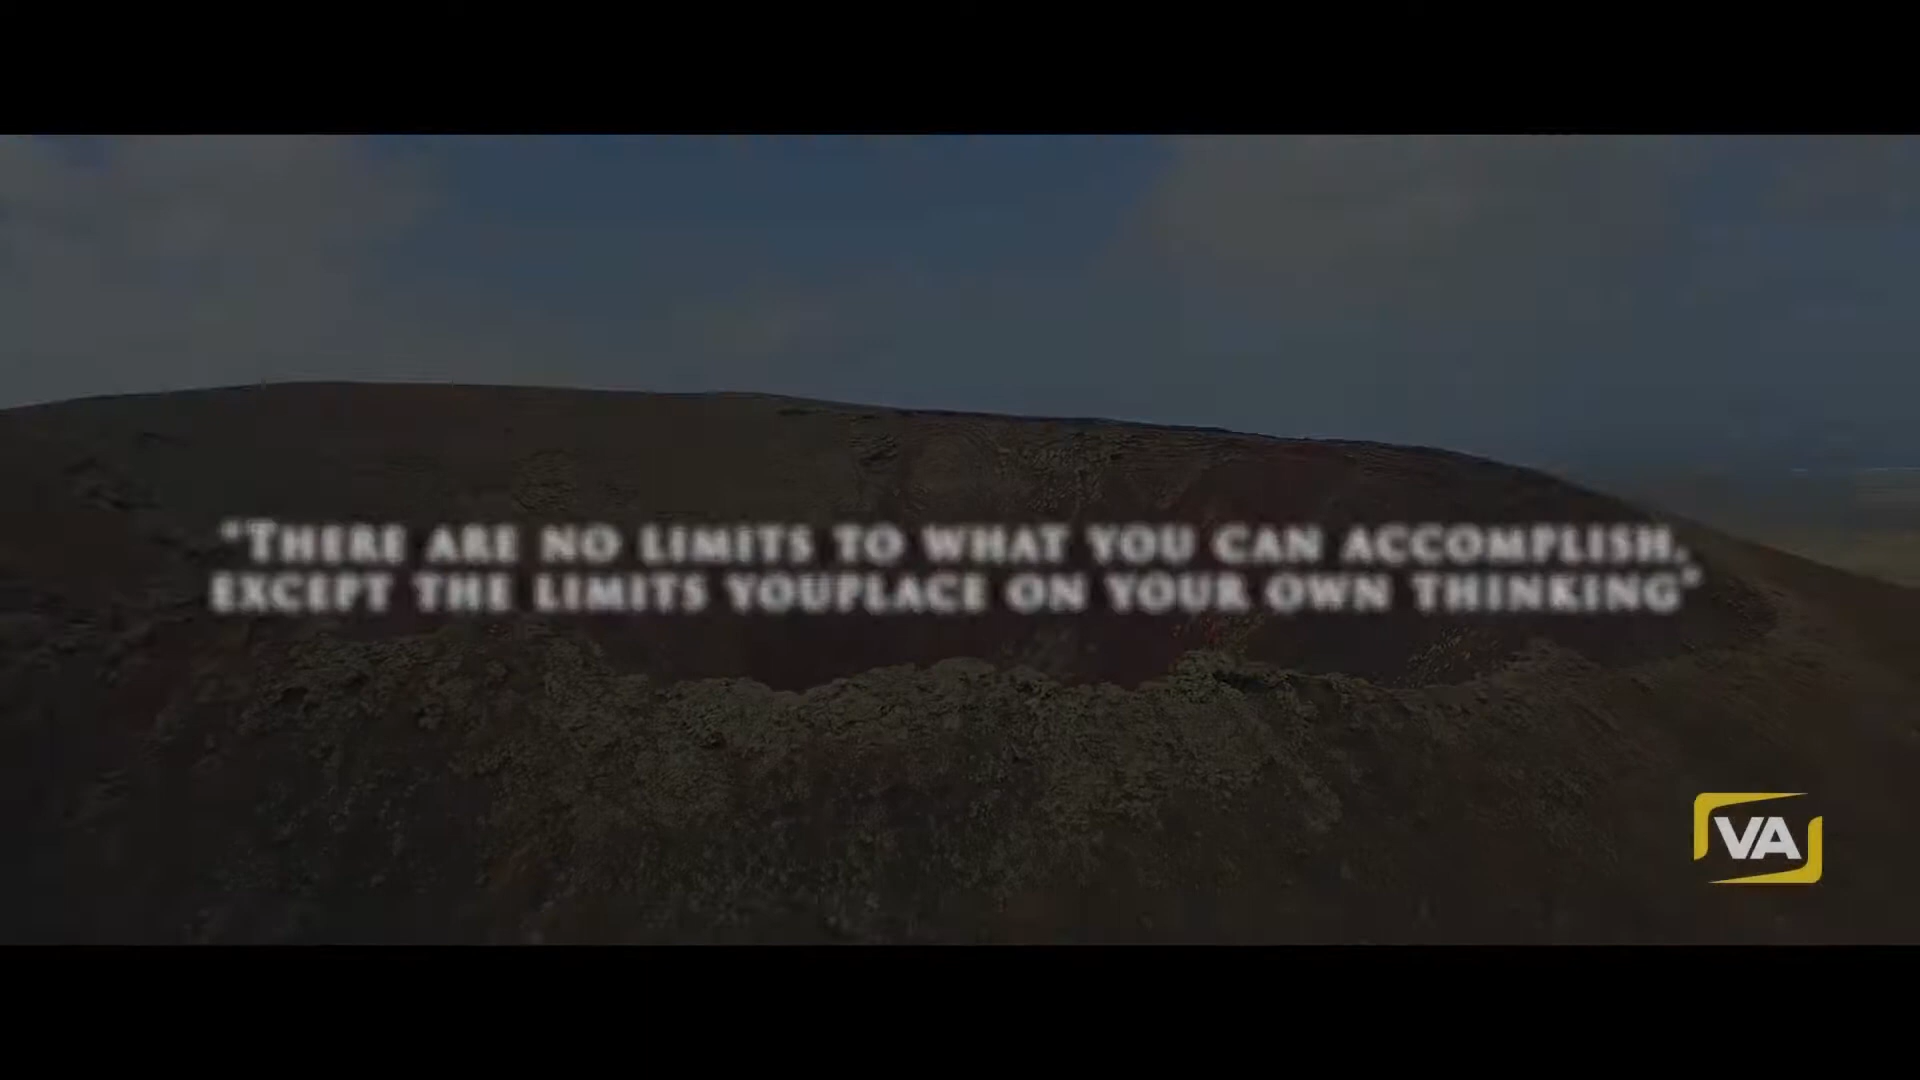 "There are no limits to what you can accomplish,
except the limits youplace on your own thinking"
VA